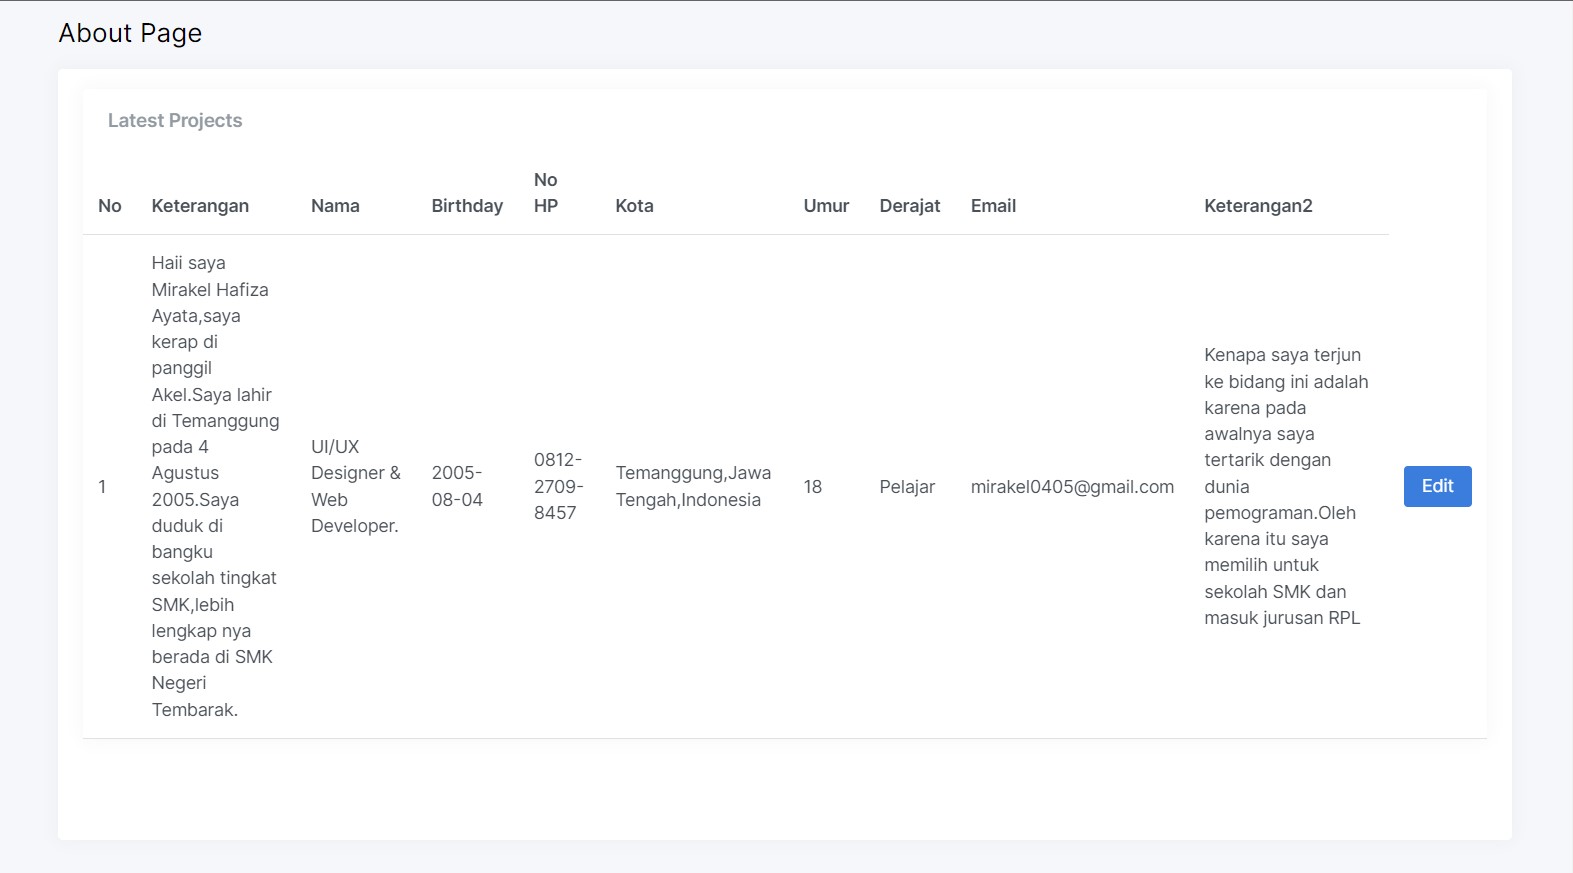 About Page
Latest Projects
No Keterangan Nama Birthday No HP Kota Umur Derajat Email Keterangan2
1
Haii saya
Mirakel Hafiza
Ayata,saya
kerap di
panggil
Akel.Saya lahir
di Temanggung
pada 4
Agustus
2005.Saya
duduk di
bangku
sekolah tingkat
SMK,lebih
lengkap nya
berada di SMK
Negeri
Tembarak.
UI/UX
Designer &
Web
Developer.
2005-
08-04
0812-
2709-
8457
Temanggung,Jawa
Tengah,Indonesia
18
Pelajar
mirakel0405@gmail.com
Kenapa saya terjun
ke bidang ini adalah
karena pada
awalnya saya
tertarik dengan
dunia
pemograman.Oleh
karena itu saya
memilih untuk
sekolah SMK dan
masuk jurusan RPL
Edit